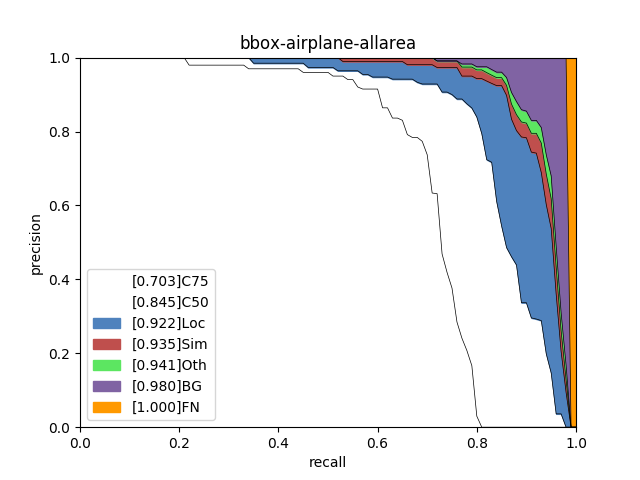 bbox-airplane-allarea
1.0
0.8
0.6
0.4
0.2
0.0
precision
[0.703]C75
[0.845]C50
[0.922]Loc
[0.935]Sim
[0.941]Oth
[0.980]BG
[1.000]FN
0.0 0.2 0.4 0.6 0.8 1.0
recall